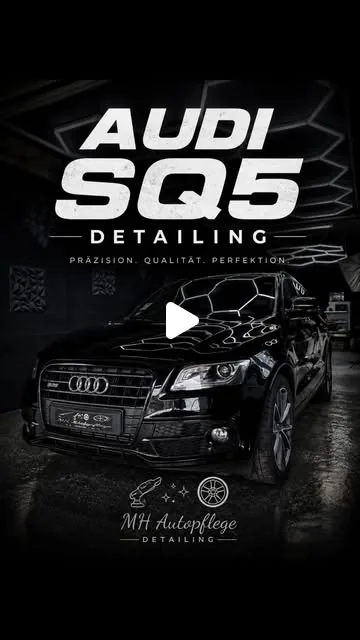 AUDI
SQ5
DETAILING
PRÄZISION. QUALITÄT. PERFEKTION.
MH Autopflege
DETAILING